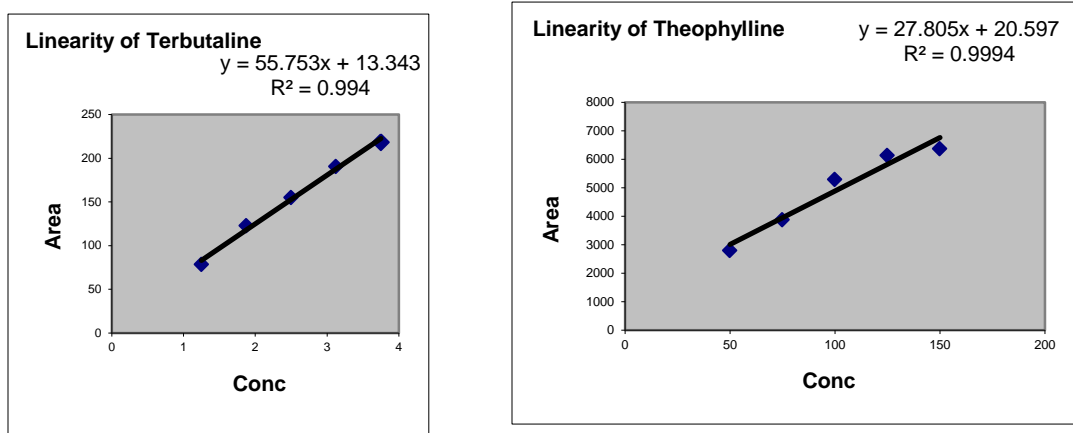 Linearity of Terbutaline
y = 55.753x + 13.343
R² = 0.994
250
200
150
100
50
0
0 1 2 3 4
Area
Conc
Linearity of Theophylline
y = 27.805x + 20.597
R² = 0.9994
8000
7000
6000
5000
4000
3000
2000
1000
0
0 50 100 150 200
Area
Conc